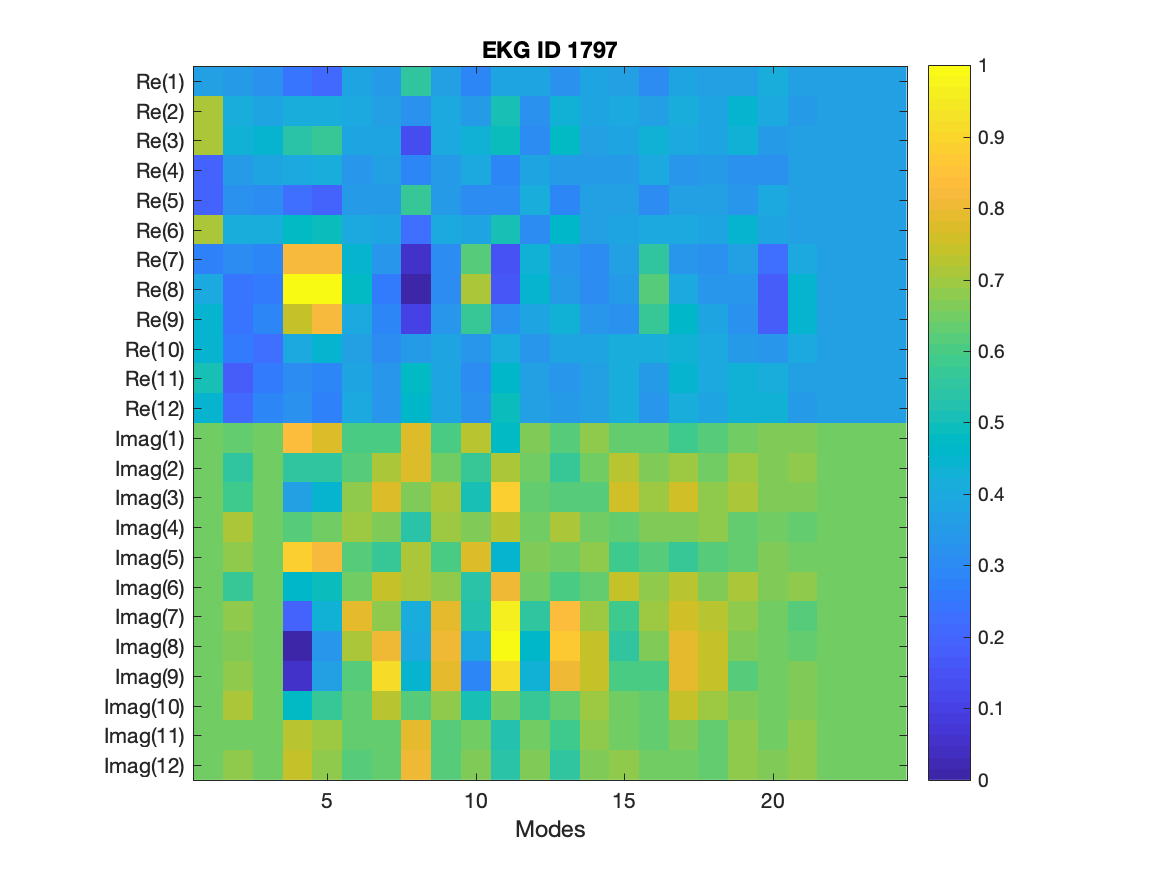 EKG ID 1797
Re(1)
Re(2)
Re(3)
Re(4)
Re(5)
Re(6)
Re(7)
Re(8)
Re(9)
Re(10)
Re(11)
Re(12)
Imag(1)
Imag(2)
Imag(3)
Imag(4)
Imag(5)
Imag(6)
Imag(7)
Imag(8)
Imag(9)
Imag(10)
Imag(11)
Imag(12)
5 10 15 20
Modes
1
0.9
0.8
0.7
0.6
0.5
0.4
0.3
0.2
0.1
0